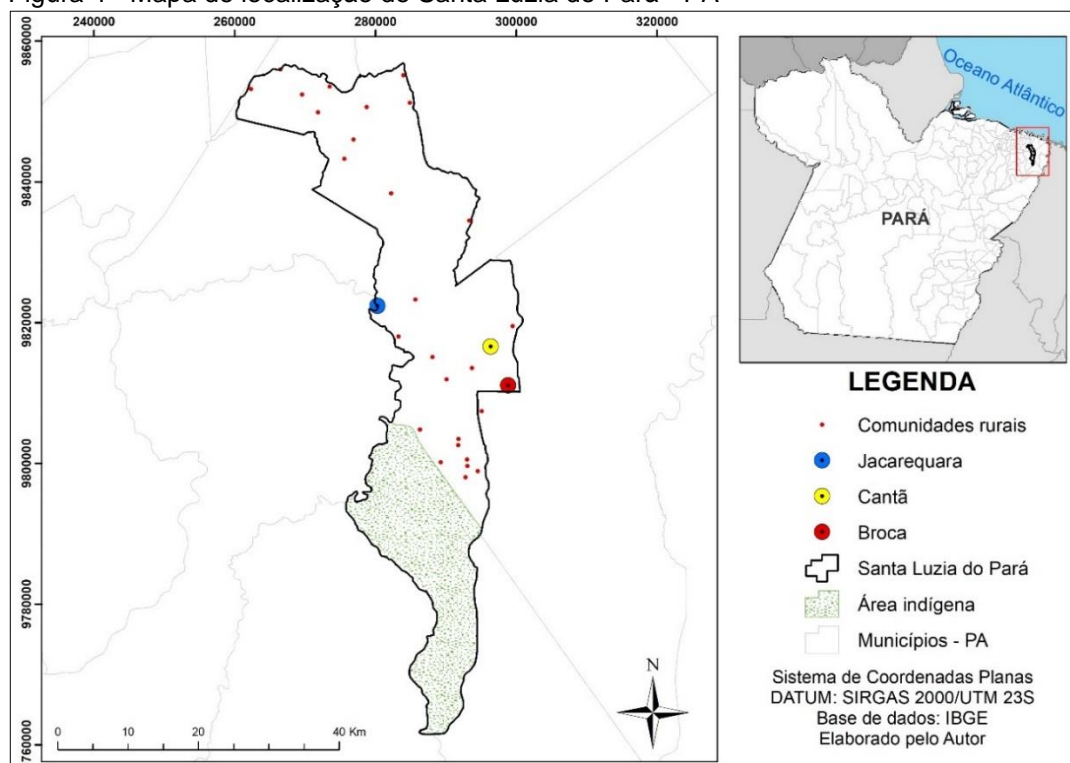 Figura 1 - Mapa de localização de Santa Luzia do Pará - PA
240000 260000 280000 300000 320000
9860000
9840000
9820000
9800000
9780000
760000
N
0 10 20 40 Km
Oceano Atlântico
PARÁ
LEGENDA
Comunidades rurais
Jacarequara
Cantã
Broca
Santa Luzia do Pará
Área indígena
Municípios - PA
Sistema de Coordenadas Planas
DATUM: SIRGAS 2000/UTM 23S
Base de dados: IBGE
Elaborado pelo Autor